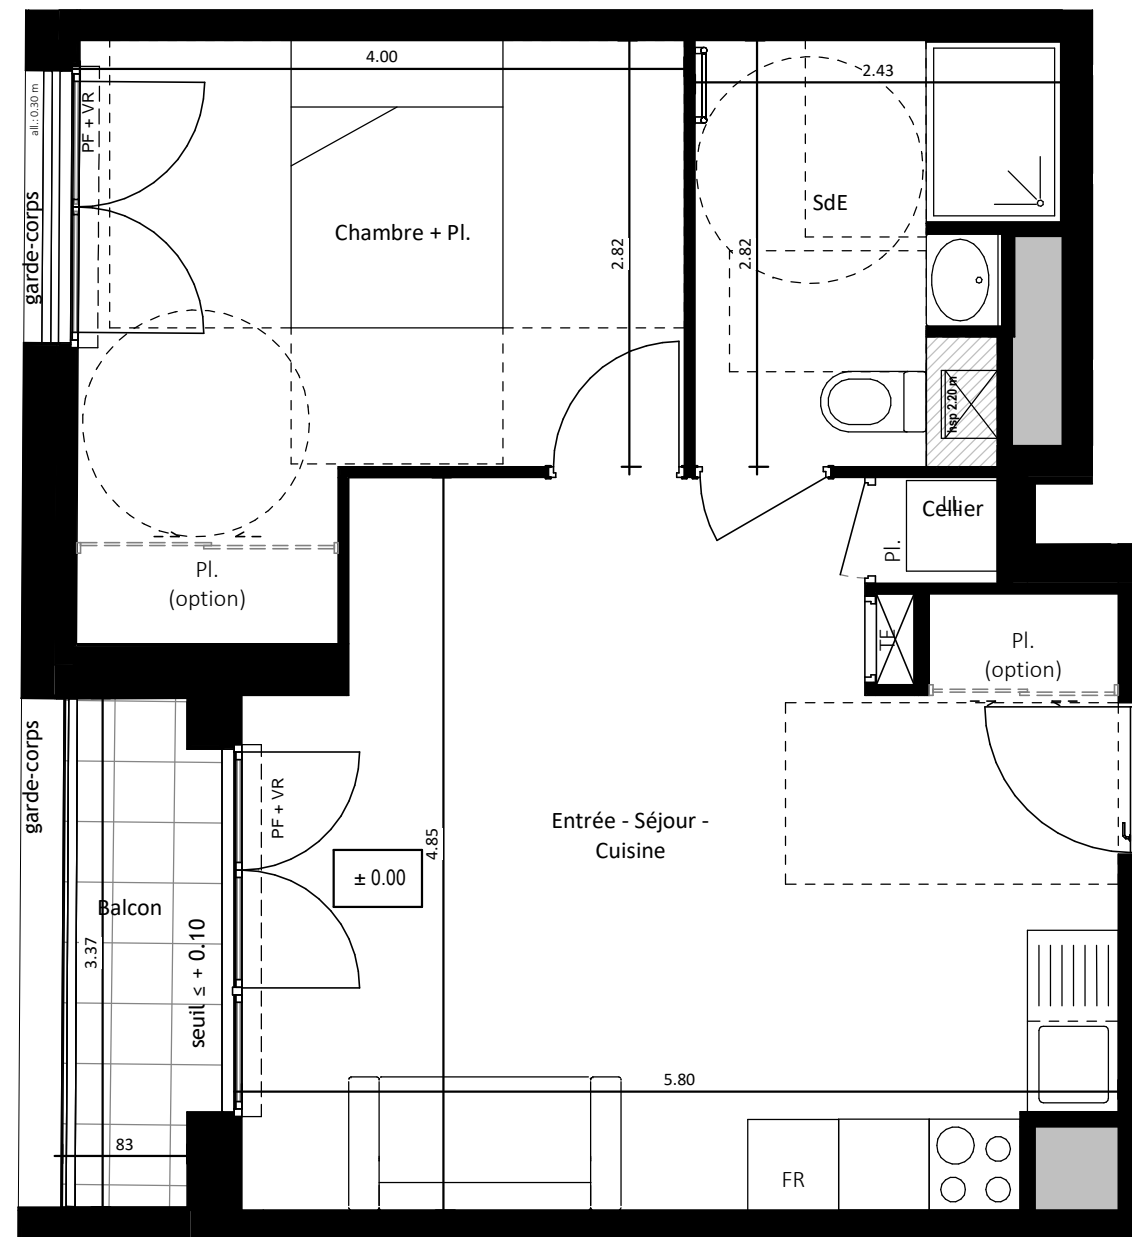 4.00
2.43
all.: 0.30 m
PF + VR
garde-corps
Chambre + Pl.
2.82
2.82
SdE
hsp 2.20 m
Cellier
Pl.
Pl.
(option)
TE
Pl.
(option)
garde-corps
PF + VR
Entrée - Séjour -
Cuisine
4.85
± 0.00
Balcon
3.37
seuil ≤ + 0.10
5.80
83
FR